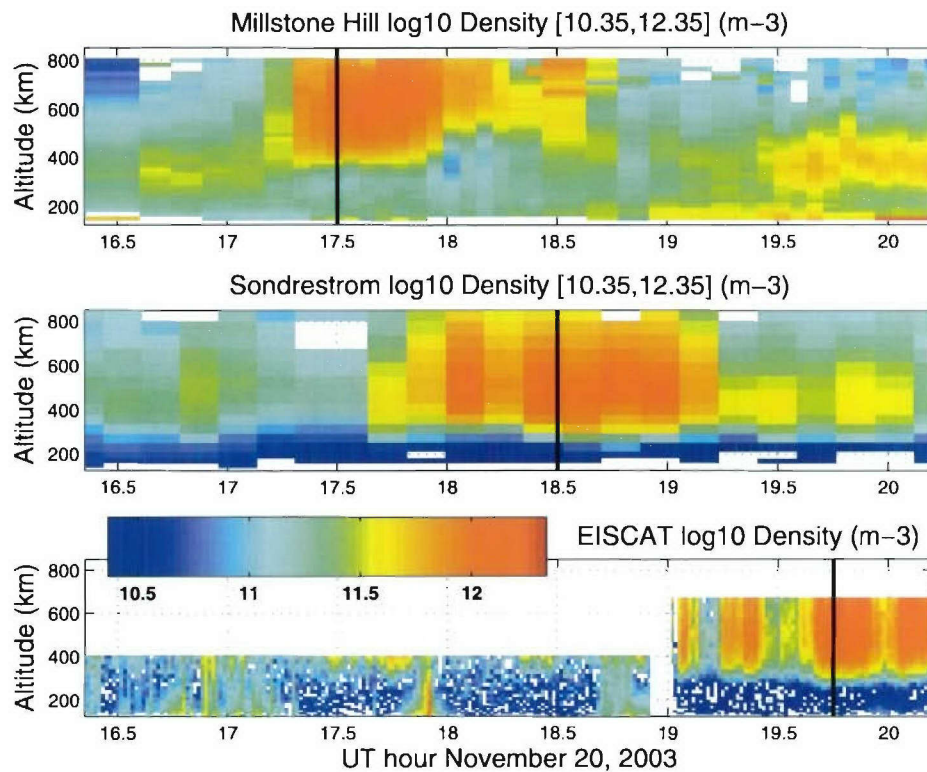 Millstone Hill log10 Density [10.35,12.35] (m−3)
Altitude (km)
800
600
400
200
16.5 17 17.5 18 18.5 19 19.5 20
Sondrestrom log10 Density [10.35,12.35] (m−3)
Altitude (km)
800
600
400
200
16.5 17 17.5 18 18.5 19 19.5 20
10.5 11 11.5 12
EISCAT log10 Density (m−3)
Altitude (km)
800
600
400
200
16.5 17 17.5 18 18.5 19 19.5 20
UT hour November 20, 2003